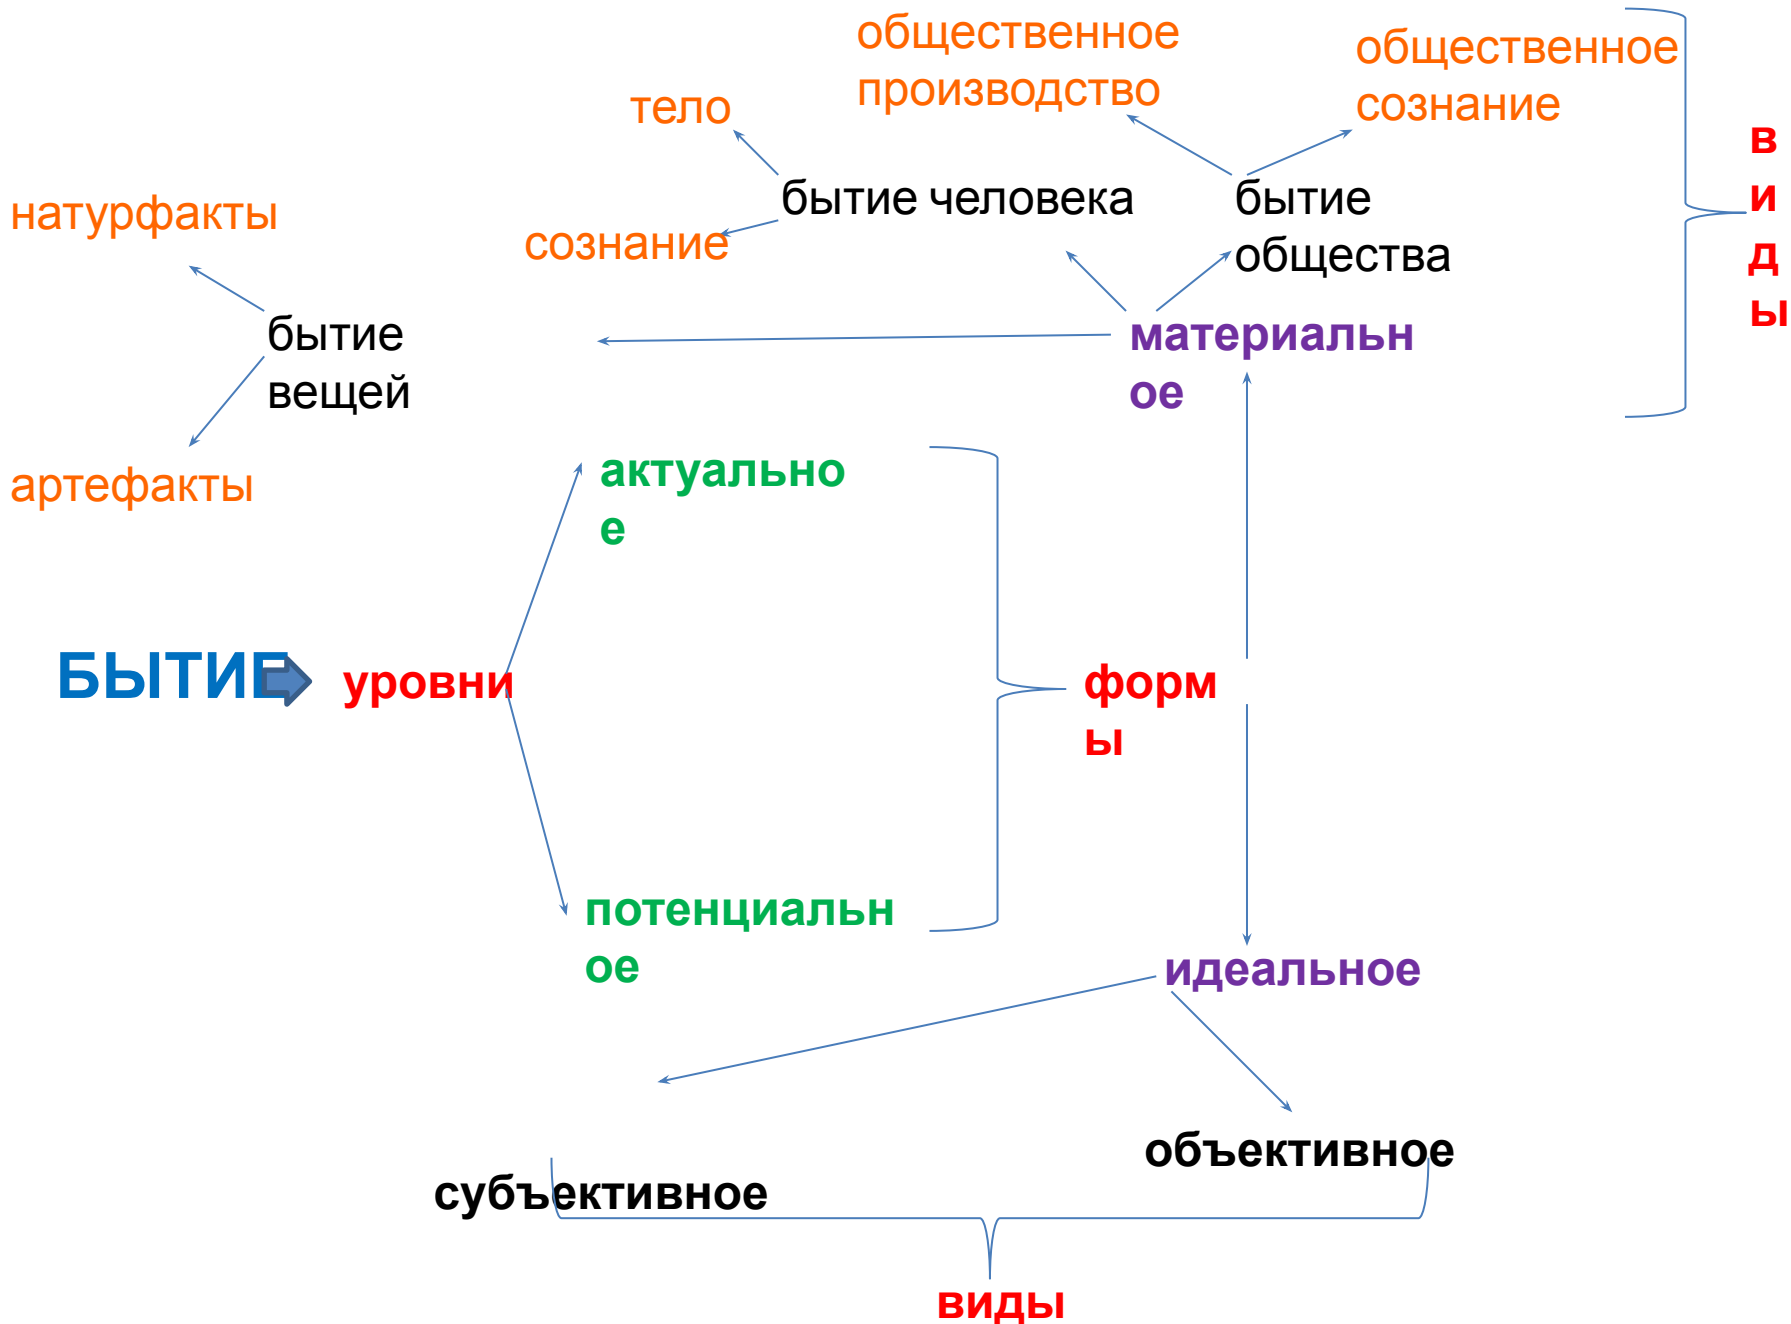 общественное
производство
общественное
сознание
тело
бытие человека
бытие
общества
натурфакты
сознание
бытие
вещей
материальн
ое
в
и
д
ы
артефакты
актуально
е
БЫТИЕ
уровни
форм
ы
потенциальн
ое
идеальное
объективное
субъективное
виды